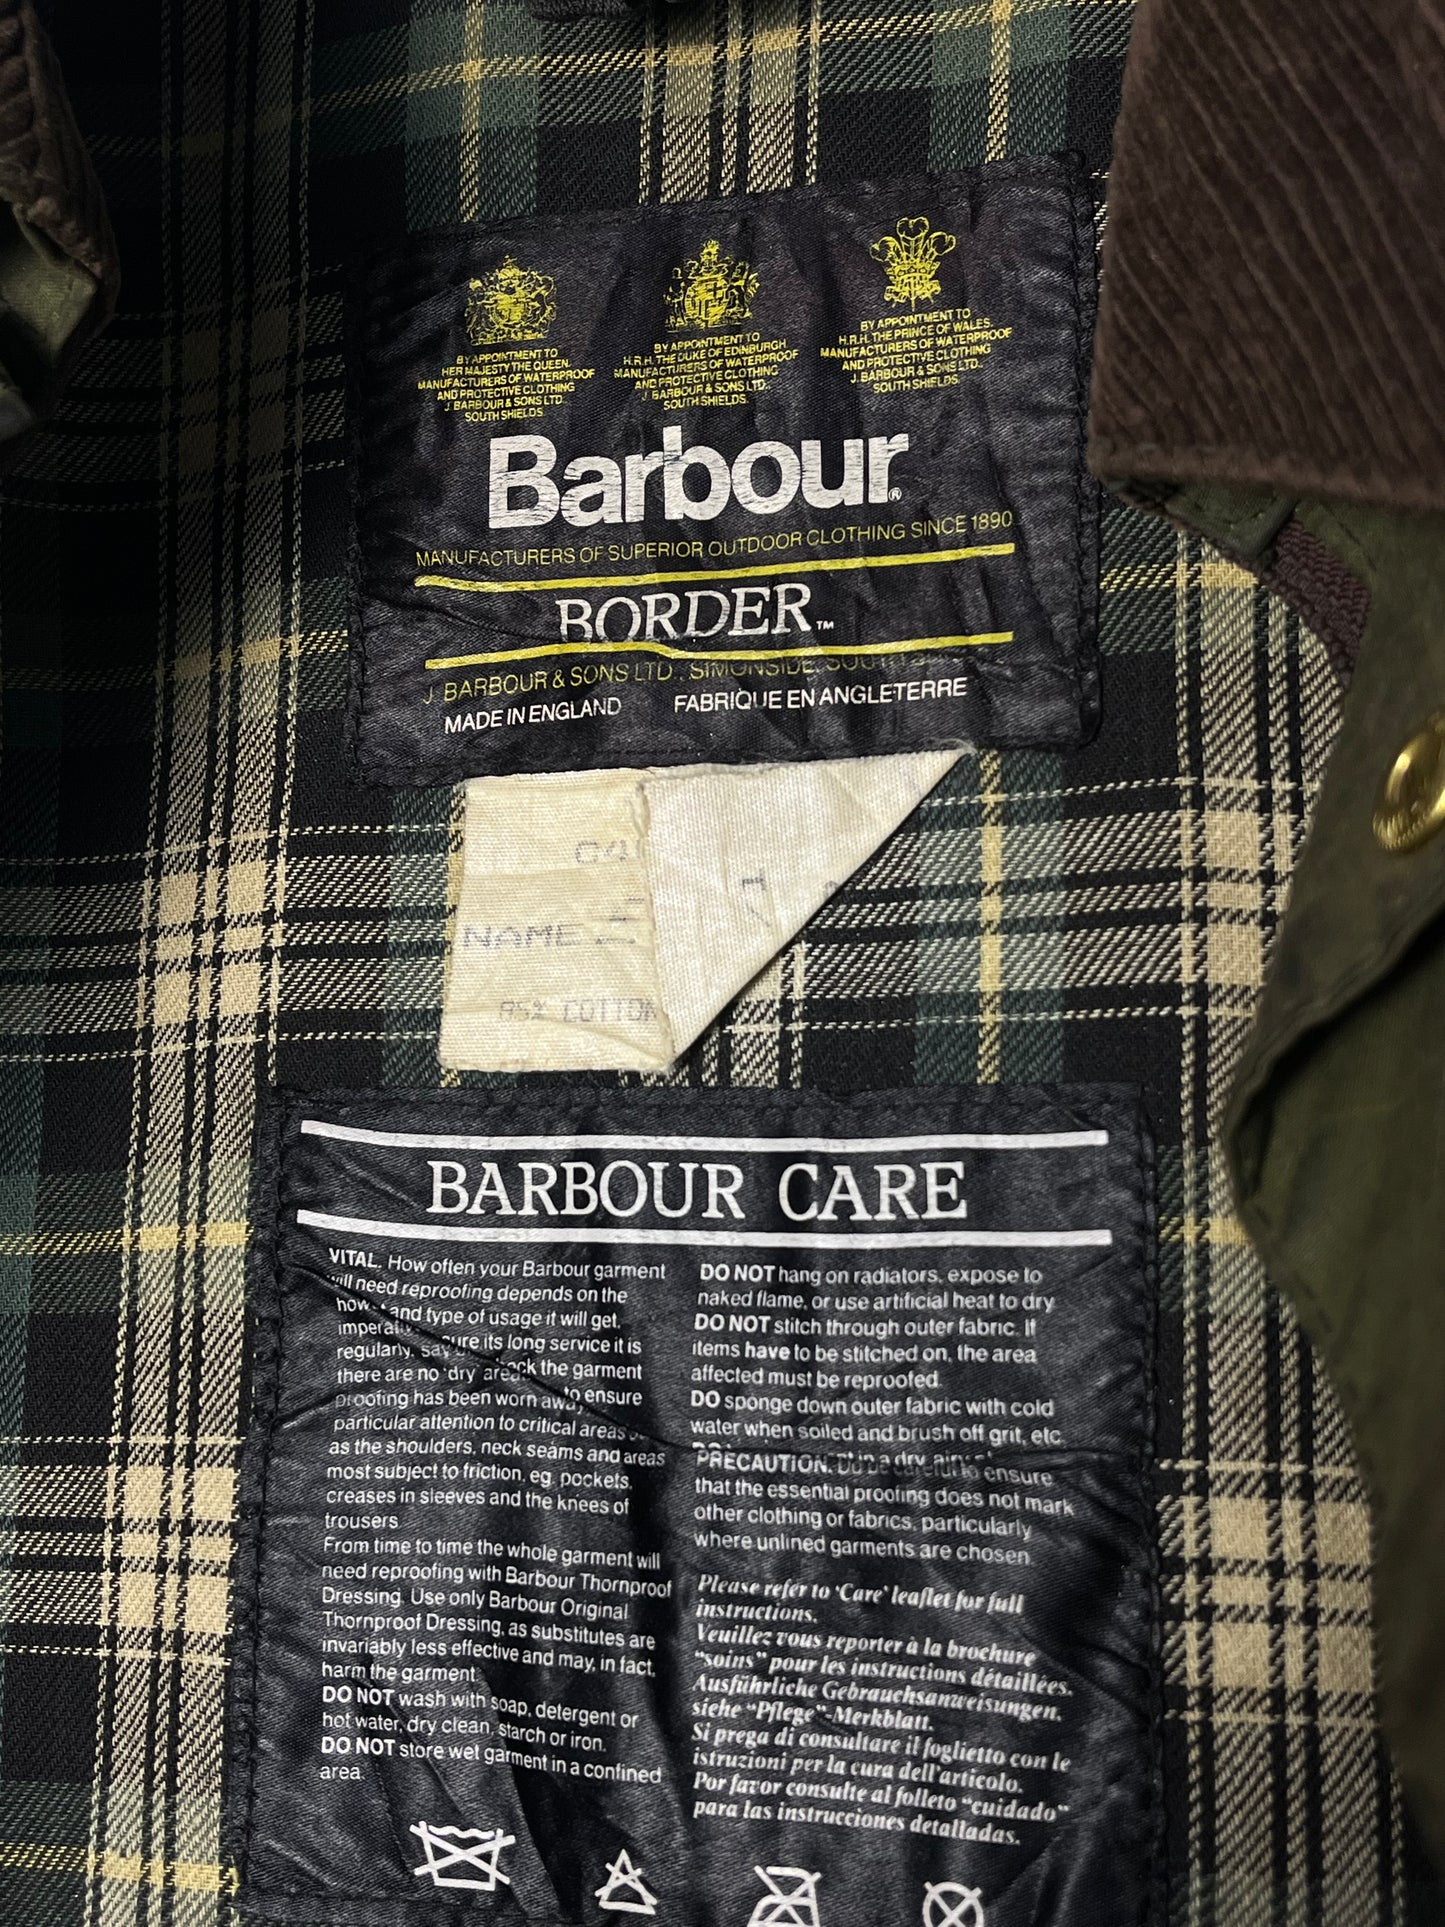 BY APPOINTMENT TO
HER MAJESTY THE QUEEN.
MANUFACTURERS OF WATERPROOF
AND PROTECTIVE CLOTHING
J. BARBOUR & SONS LTD.
SOUTH SHIELDS.
BY APPOINTMENT TO
H.R.H. THE DUKE OF EDINBURGH
MANUFACTURERS OF WATERPROOF
AND PROTECTIVE CLOTHING
J. BARBOUR & SONS LTD.
SOUTH SHIELDS.
BY APPOINTMENT TO
H.R.H. THE PRINCE OF WALES.
MANUFACTURERS OF WATERPROOF
AND PROTECTIVE CLOTHING
J. BARBOUR & SONS LTD.
SOUTH SHIELDS.
Barbour®
MANUFACTURERS OF SUPERIOR OUTDOOR CLOTHING SINCE 1890
BORDER™
J. BARBOUR & SONS LTD., SIMONSIDE, SOUTH
MADE IN ENGLAND FABRIQUE EN ANGLETERRE
NAME
COTTON
BARBOUR CARE
VITAL. How often your Barbour garment
will need reproofing depends on the
and type of usage it will get.
its long service it is
regularly,
there are no 'dry the garment
proofing has been worn away ensure
particular attention to critical areas
as the shoulders, neck seams and areas
most subject to friction, eg. pockets,
creases in sleeves and the knees of
trousers.
From time to time the whole garment will
need reproofing with Barbour Thornproof
Dressing. Use only Barbour Original
Thornproof Dressing, as substitutes are
invariably less effective and may, in fact,
harm the garment.
DO NOT wash with soap, detergent or
hot water, dry clean, starch or iron.
DO NOT store wet garment in a confined
area.
DO NOT hang on radiators, expose to
naked flame, or use artificial heat to dry
DO NOT stitch through outer fabric. If
items have to be stitched on, the area
affected must be reproofed.
DO sponge down outer fabric with cold
water when soiled and brush off grit, etc.
PRECAUTION. ensure
that the essential proofing does not mark
other clothing or fabrics, particularly
where unlined garments are chosen.
Please refer to 'Care' leaflet for full
instructions.
Veuillez vous reporter à la brochure
"soins" pour les instructions détaillées.
Ausführliche Gebrauchsanweisungen,
siehe "Pflege"-Merkblatt.
Si prega di consultare il foglietto con le
istruzioni per la cura dell'articolo.
Por favor consulte al folleto "cuidado"
para las instrucciones detalladas.